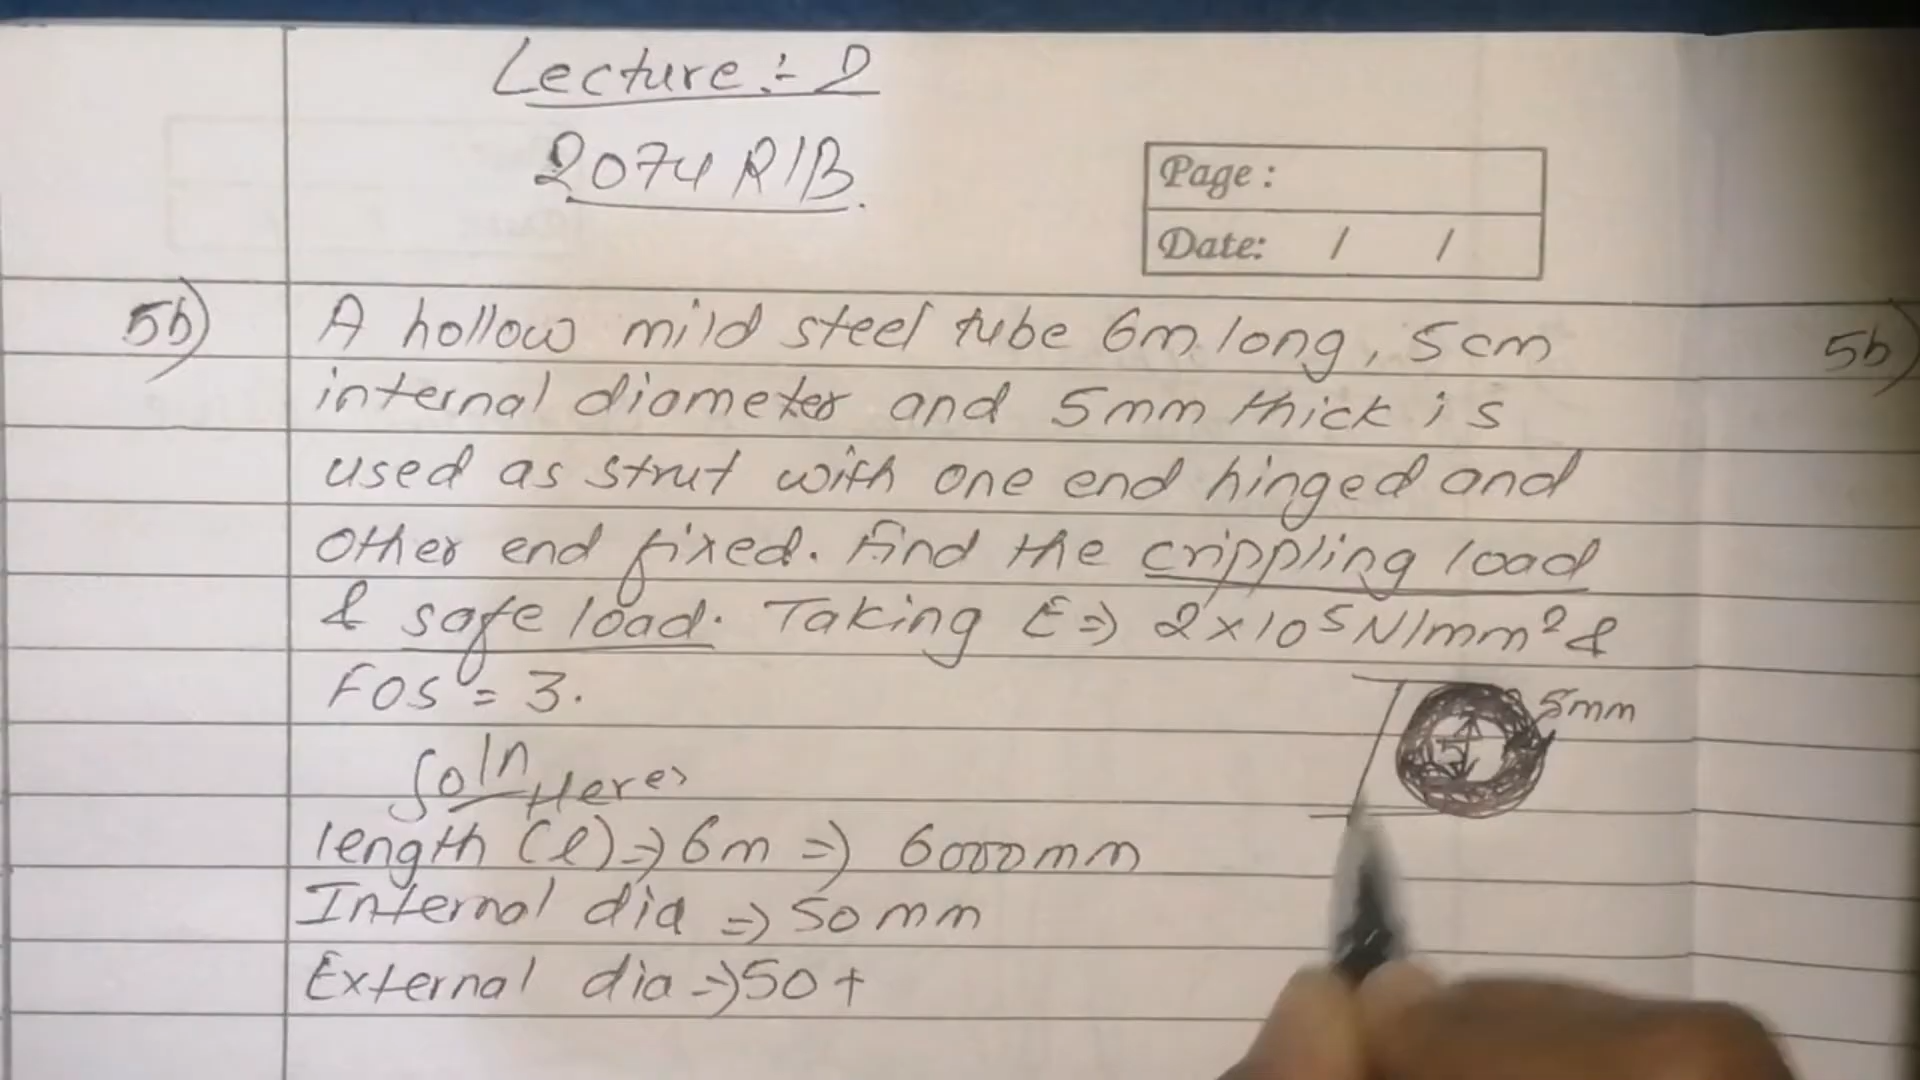 Lecture :- 2
2074 R/B.
Page :
Date: / /
5b) A hollow mild steel tube 6m long, 5cm
internal diameter and 5mm thick is
used as strut with one end hinged and
other end fixed. Find the crippling load
& safe load. Taking E => 2×10⁵ N/mm² &
FOS = 3.
5mm
5
Soln Here,
length (l) => 6m => 6000mm
Internal dia => 50mm
External dia => 50 +
5b)